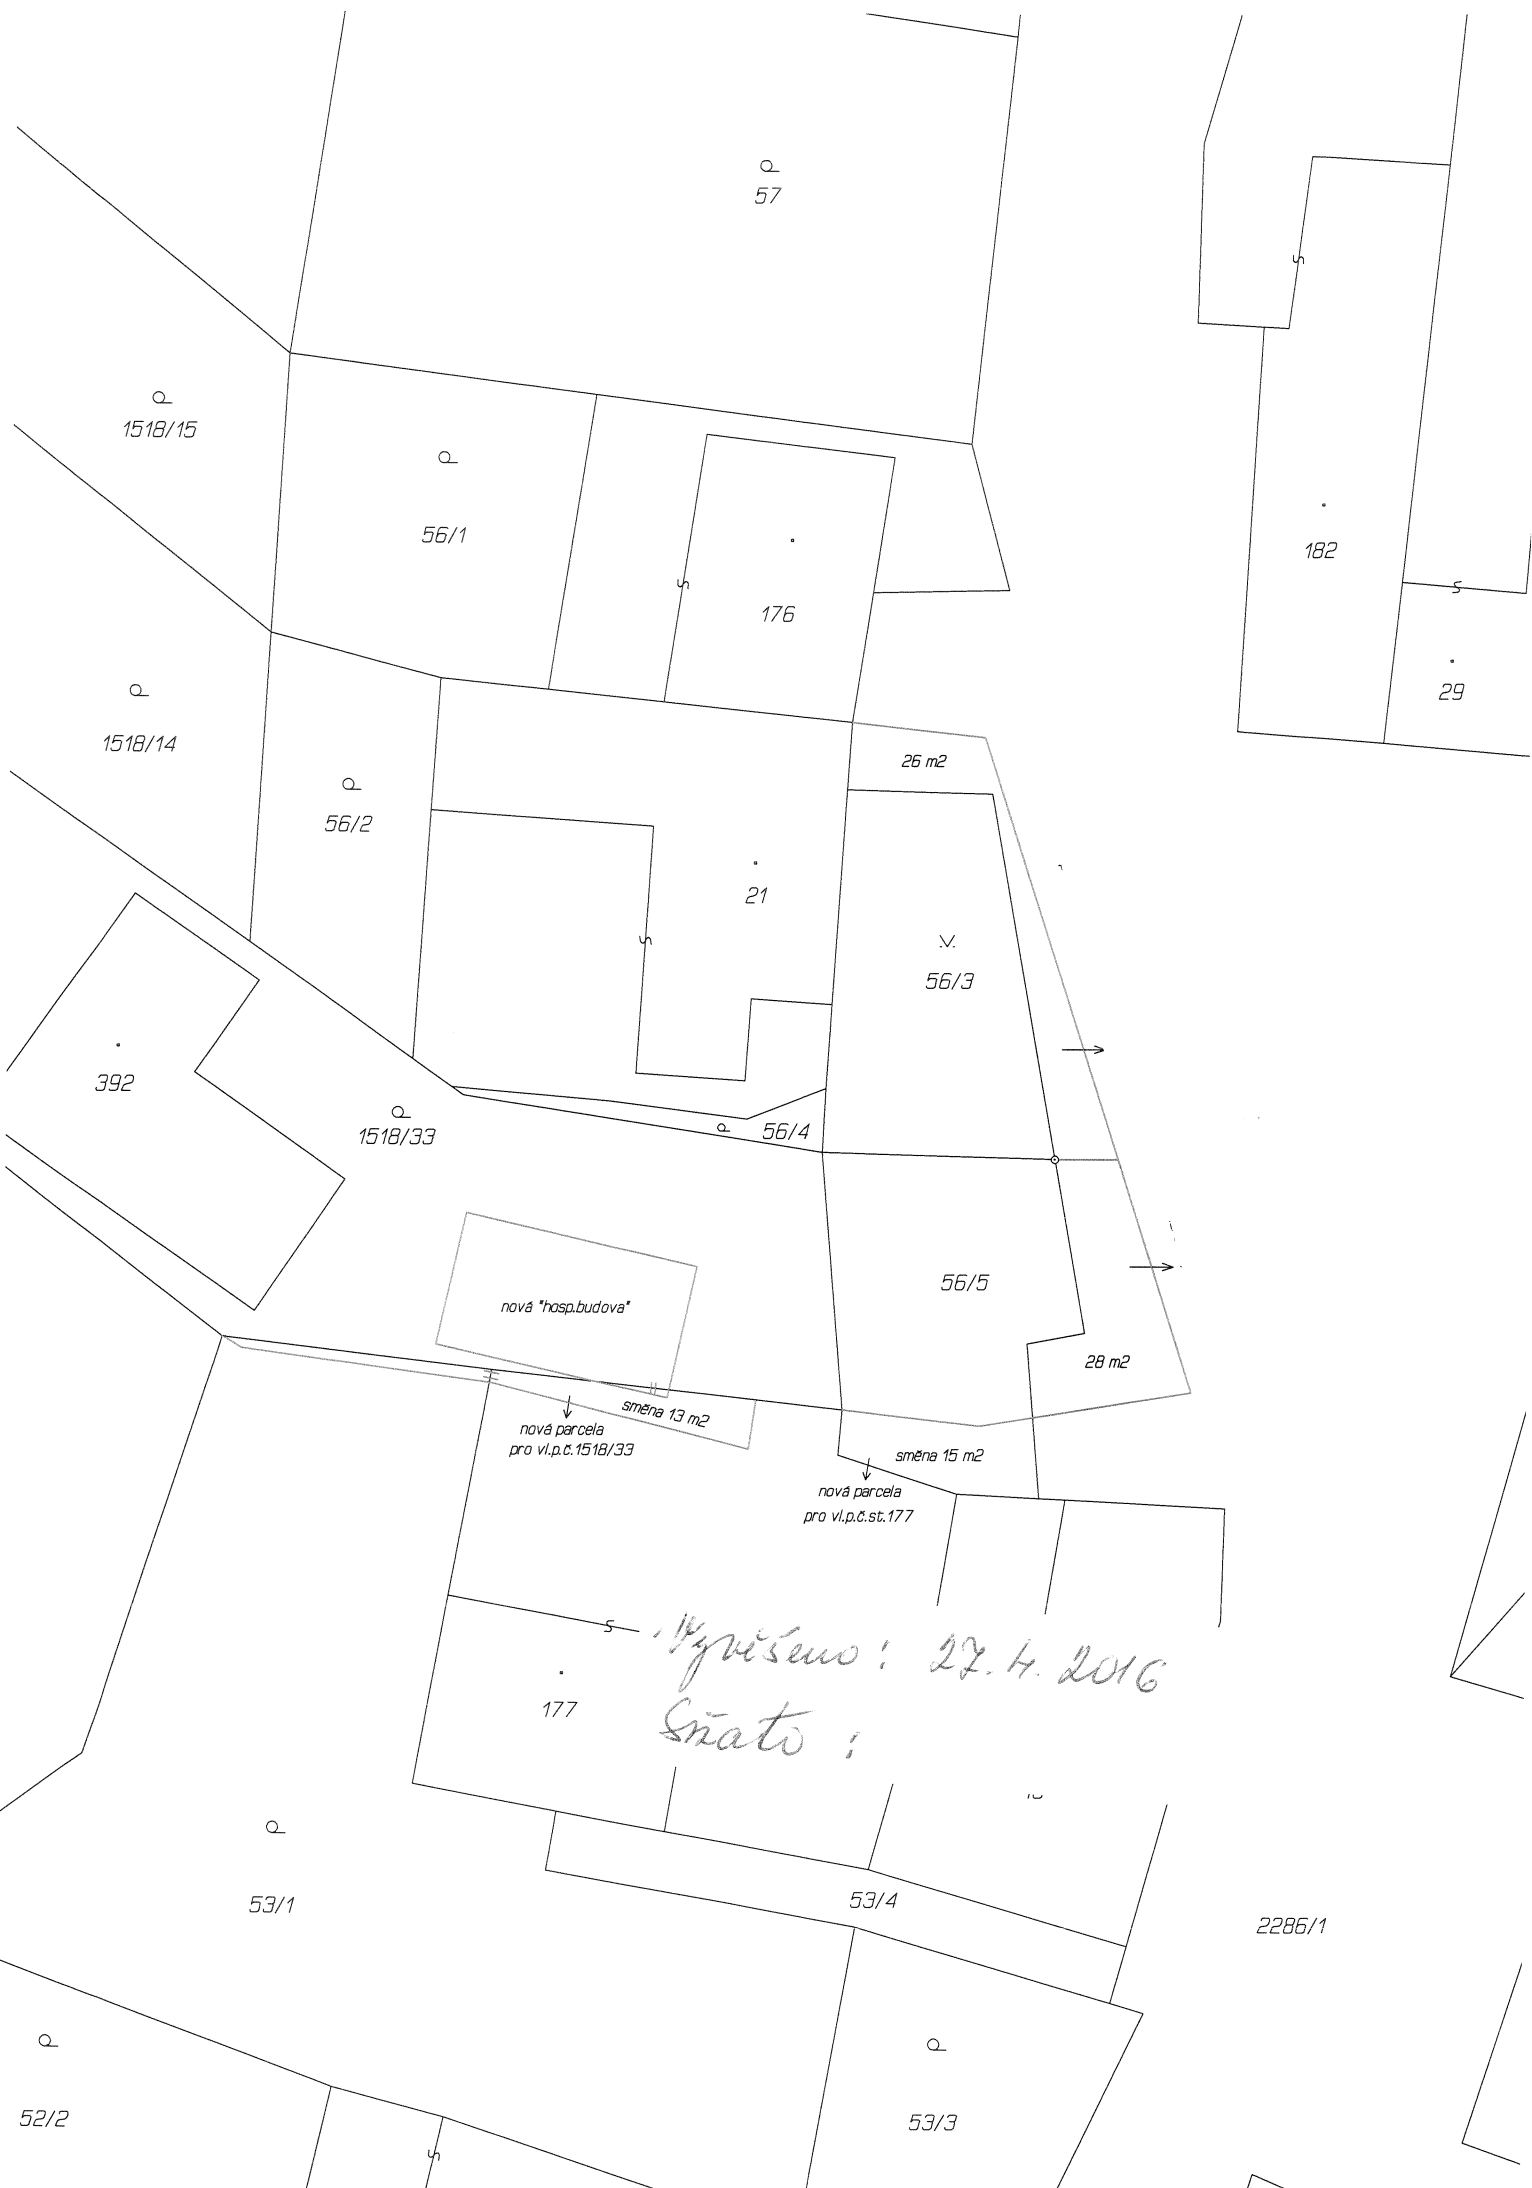 57
1518/15
56/1
182
176
29
1518/14
26 m2
56/2
21
56/3
392
56/4
1518/33
56/5
nová "hosp.budova"
28 m2
směna 13 m2
nová parcela
pro vl.p.č.1518/33
směna 15 m2
nová parcela
pro vl.p.č.st.177
Vyvěšeno: 27. 4. 2016
177
Sňato:
53/1
53/4
2286/1
52/2
53/3